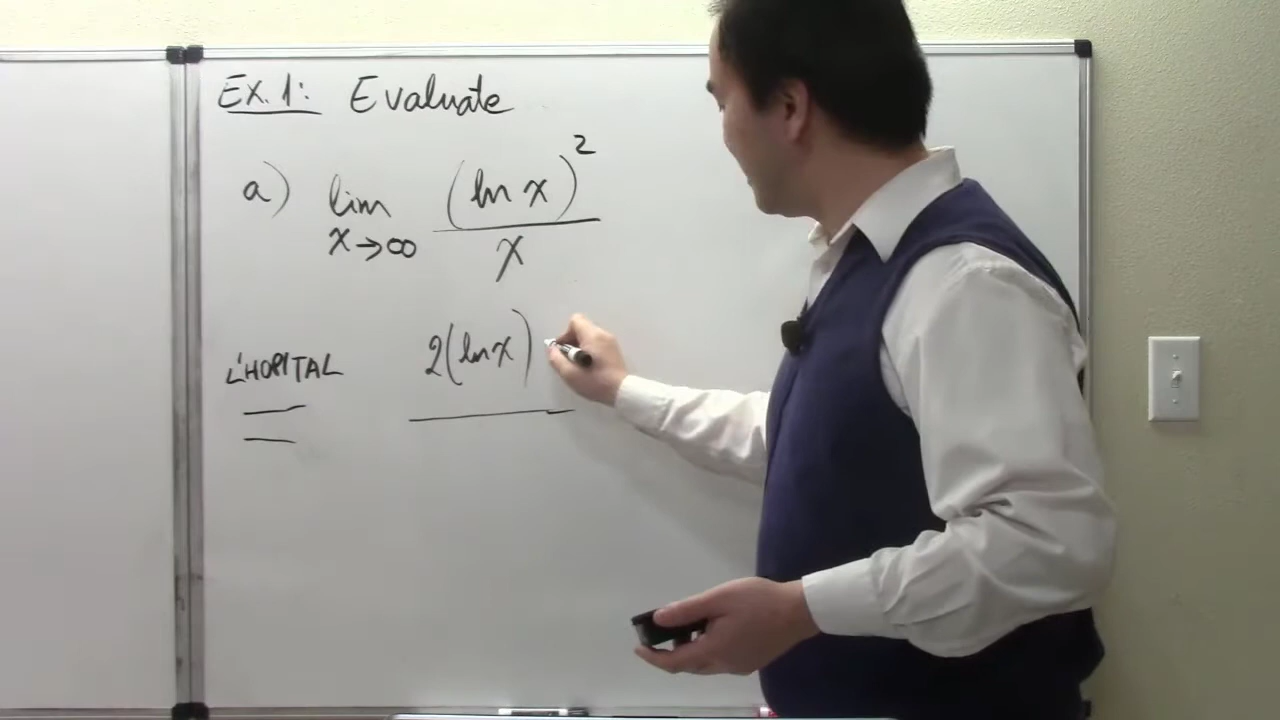 Ex. 1: Evaluate
a) lim x→∞ (ln x)^2 / x
L'HOPITAL = 2(ln x)